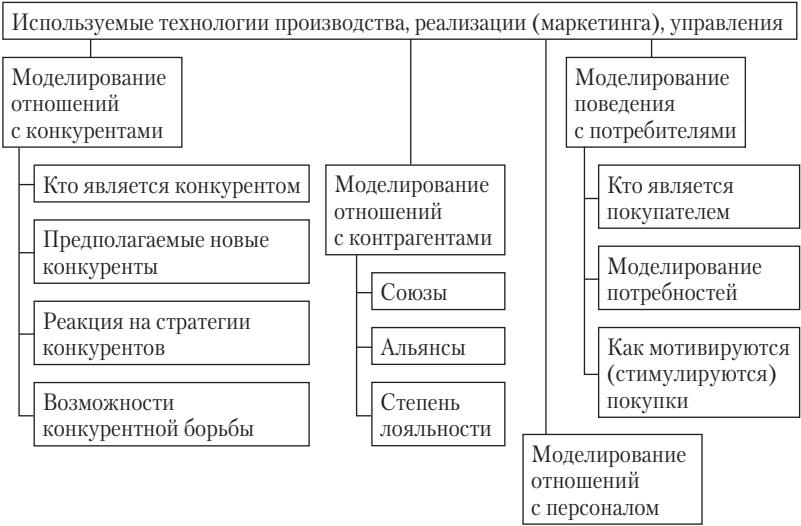 Используемые технологии производства, реализации (маркетинга), управления
Моделирование
отношений
с конкурентами
Кто является конкурентом
Предполагаемые новые
конкуренты
Реакция на стратегии
конкурентов
Возможности
конкурентной борьбы
Моделирование
отношений
с контрагентами
Союзы
Альянсы
Степень
лояльности
Моделирование
отношений
с персоналом
Моделирование
поведения
с потребителями
Кто является
покупателем
Моделирование
потребностей
Как мотивируются
(стимулируются)
покупки